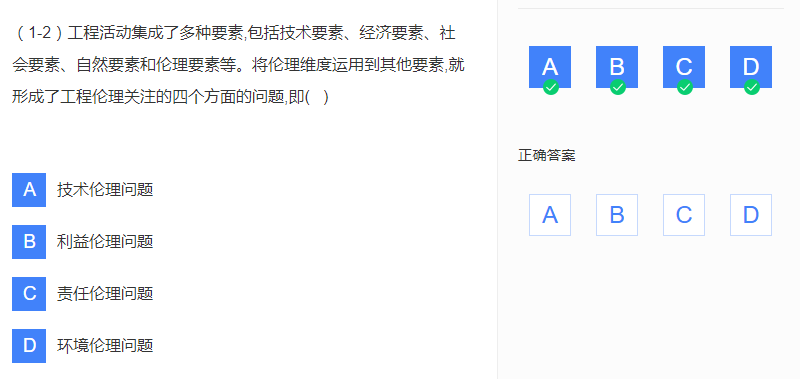 （1-2）工程活动集成了多种要素,包括技术要素、经济要素、社
会要素、自然要素和伦理要素等。将伦理维度运用到其他要素,就
形成了工程伦理关注的四个方面的问题,即(   )
A 技术伦理问题
B 利益伦理问题
C 责任伦理问题
D 环境伦理问题
A B C D
正确答案
A B C D